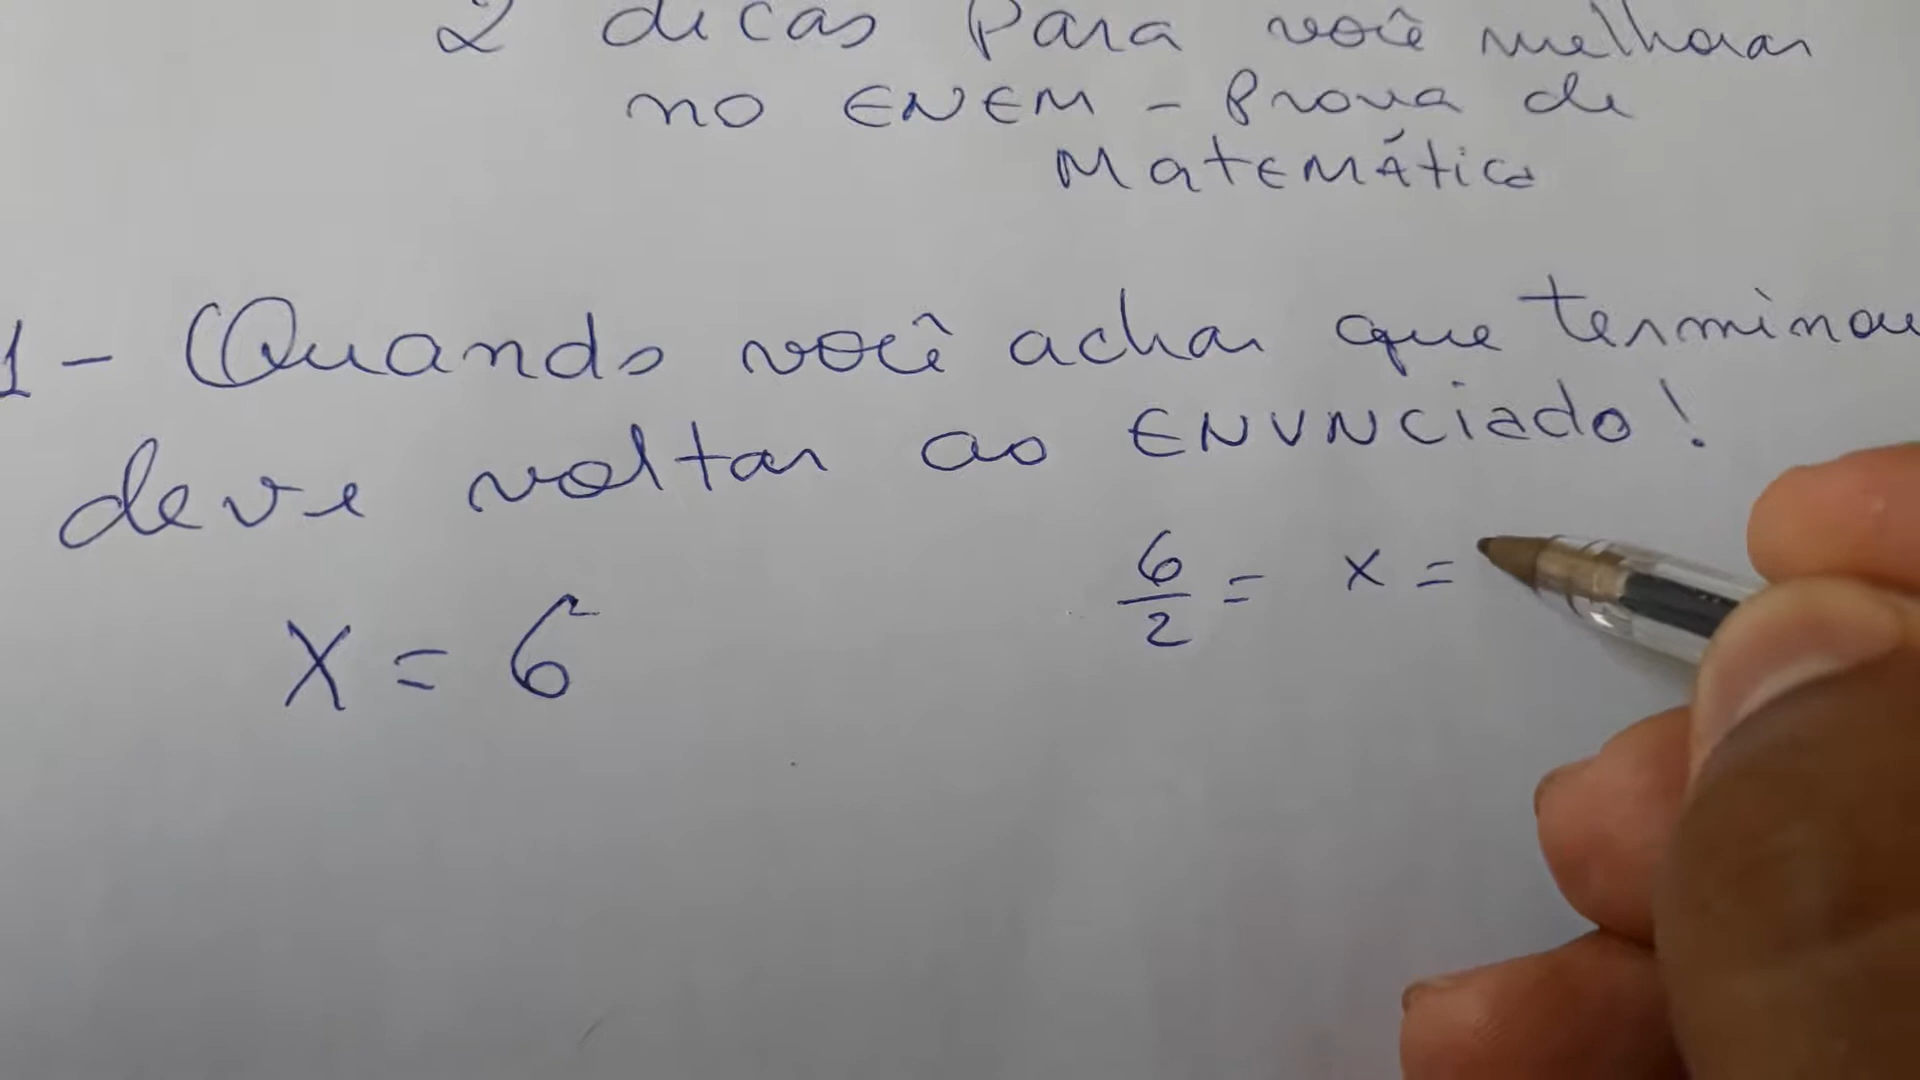 2 dicas Para você melhorar
no ENEM - Prova de
Matemática
1 - Quando você achar que terminou
deve voltar ao ENUNciado!
6/2 = x =
X = 6